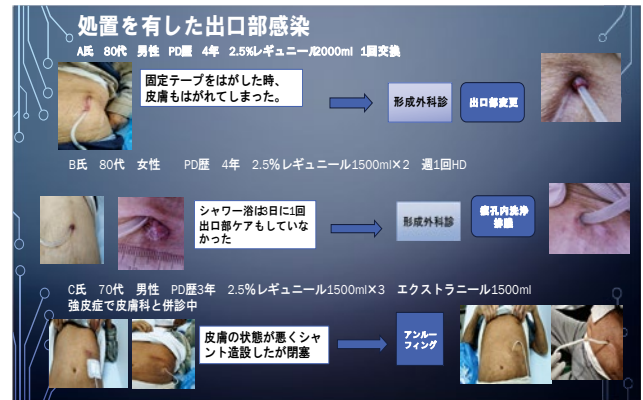 処置を有した出口部感染
A氏 80代 男性 PD歴 4年 2.5%レギュニール2000ml 1回交換
固定テープをはがした時、
皮膚もはがれてしまった。
形成外科診
出口部変更
B氏 80代 女性 PD歴 4年 2.5%レギュニール1500ml×2 週1回HD
シャワー浴は3日に1回
出口部ケアもしていな
かった
形成外科診
瘻孔内洗浄
排膿
C氏 70代 男性 PD歴3年 2.5%レギュニール1500ml×3 エクストラニール1500ml
強皮症で皮膚科と併診中
皮膚の状態が悪くシャ
ント造設したが閉塞
アンルー
フィング